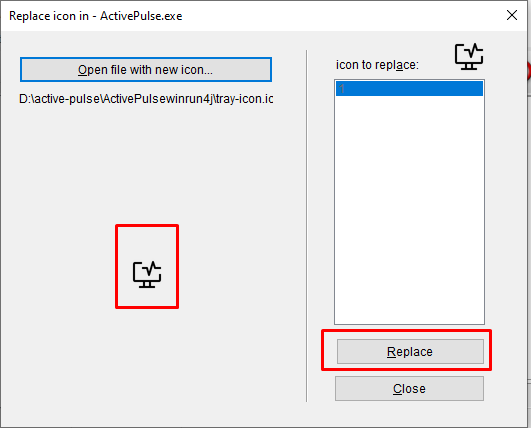 Replace icon in - ActivePulse.exe
Open file with new icon...
D:\active-pulse\ActivePulsewinrun4j\tray-icon.ic
icon to replace:
1
Replace
Close